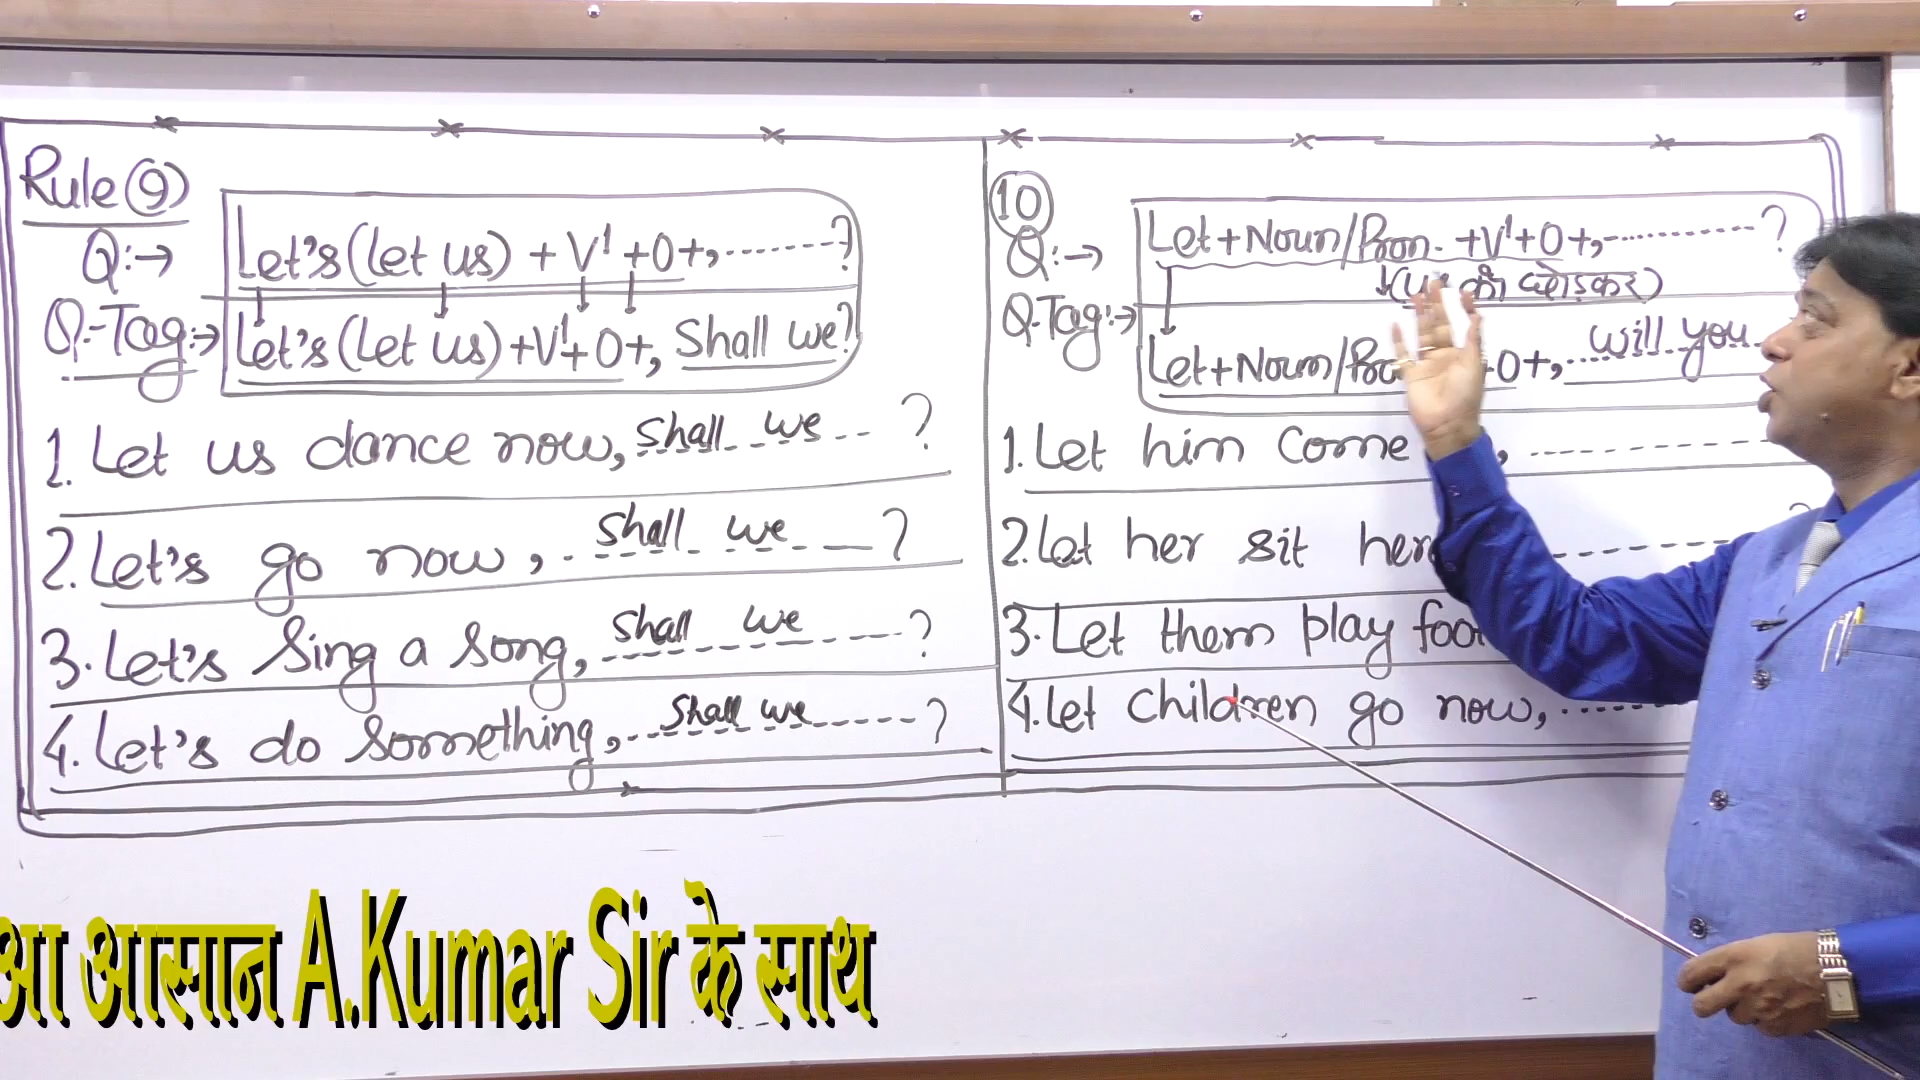 Rule 9
Q:→ Let's (let us) + V¹ + O +, ........?
Q.-Tag:→ Let's (let us) + V¹ + O +, Shall we?
1. Let us dance now, Shall we ?
2. Let's go now, Shall we ?
3. Let's Sing a Song, Shall we ?
4. Let's do Something, Shall we ?
10
Q:→ Let + Noun/Pron. + V¹ + O +, ............?
को छोड़कर)
Q.Tag:→ Let + Noun/ O +, will you
1. Let him Come ,
2. Let her sit
3. Let them play
4. Let Children go now,
आसान A.Kumar Sir के साथ